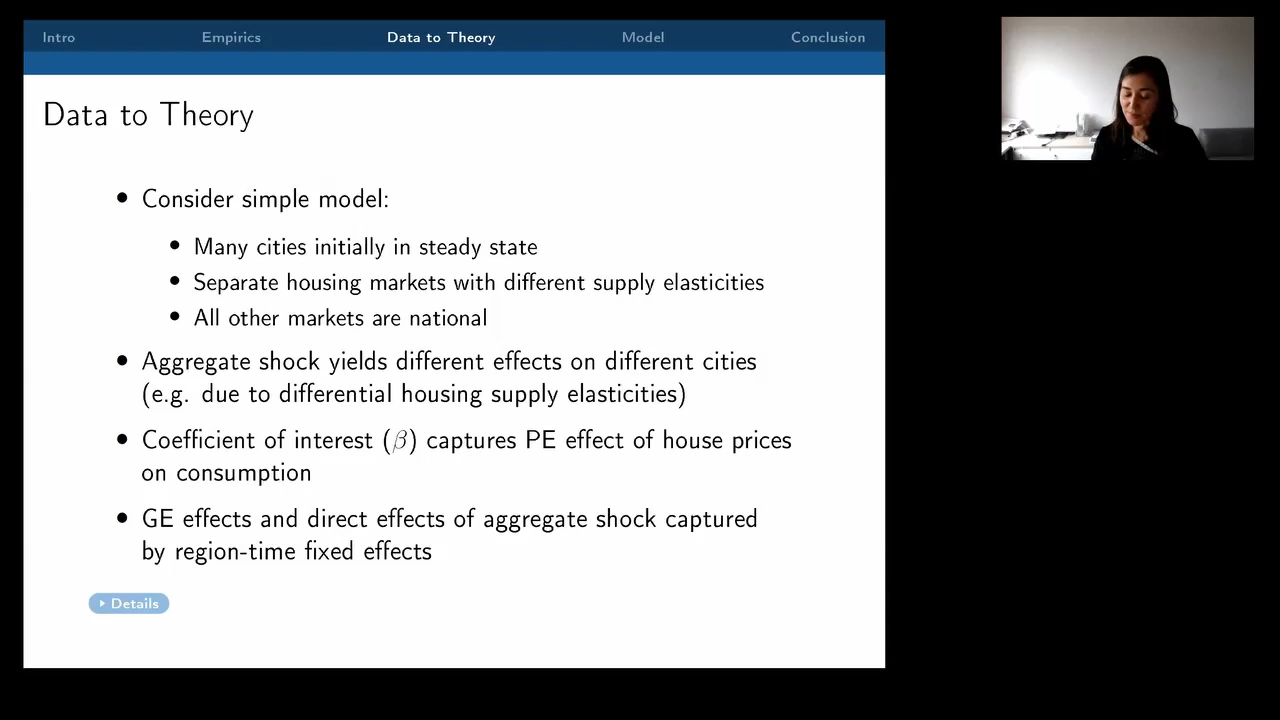 Intro Empirics Data to Theory Model Conclusion
Data to Theory
• Consider simple model:
• Many cities initially in steady state
• Separate housing markets with different supply elasticities
• All other markets are national
• Aggregate shock yields different effects on different cities
(e.g. due to differential housing supply elasticities)
• Coefficient of interest (β) captures PE effect of house prices
on consumption
• GE effects and direct effects of aggregate shock captured
by region-time fixed effects
Details